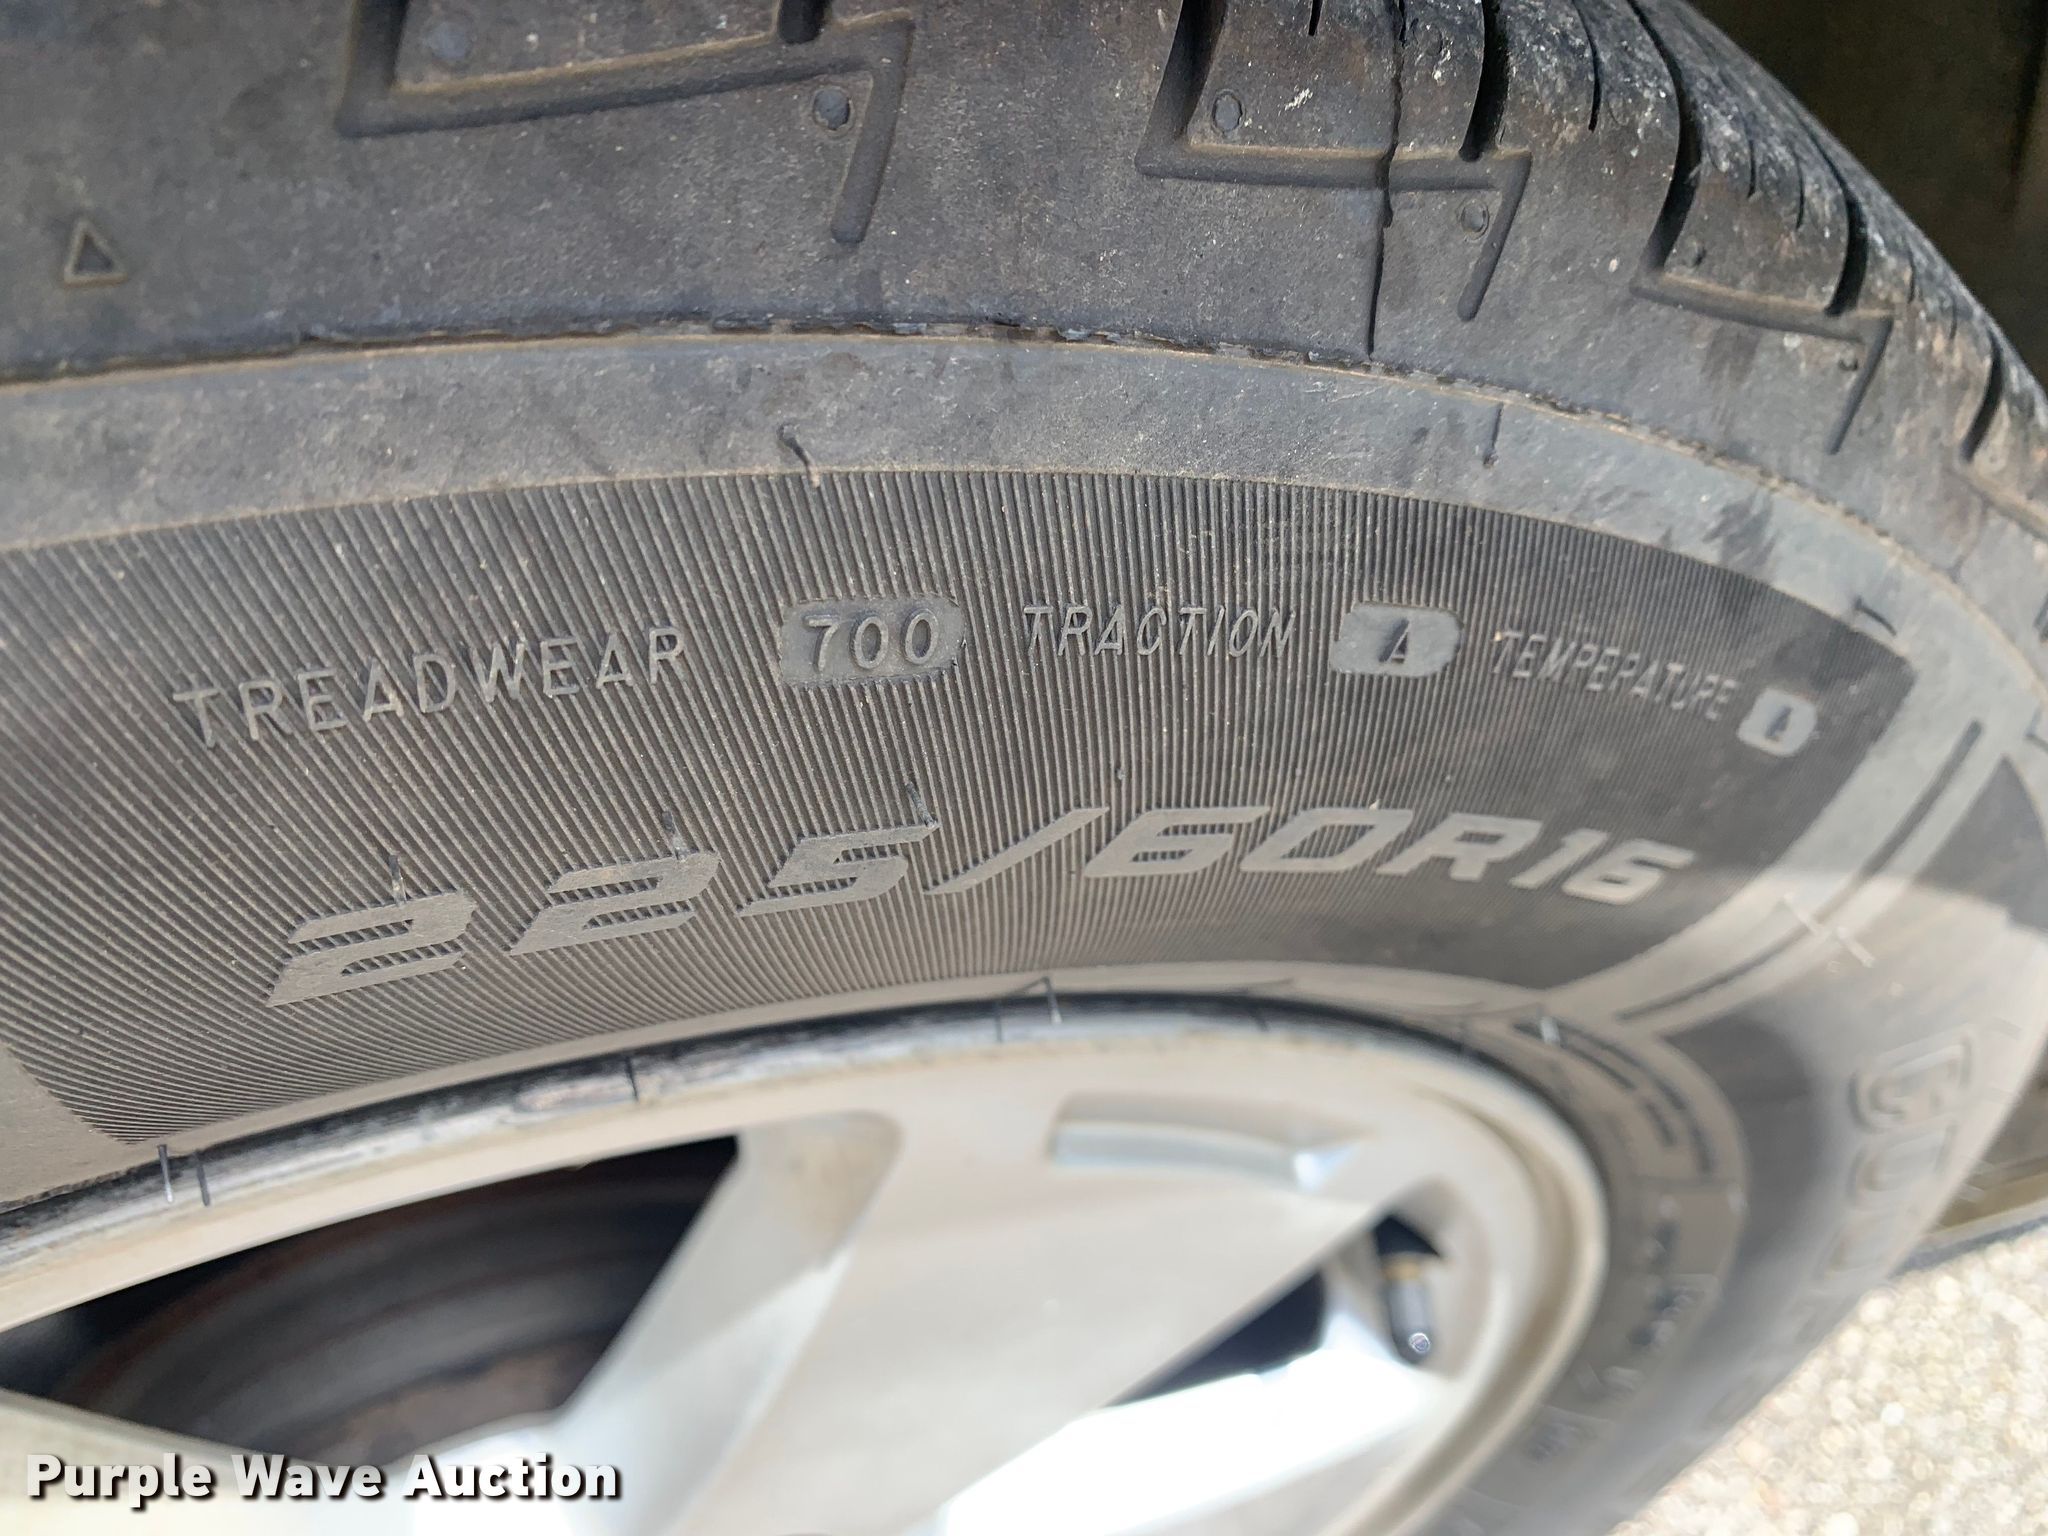 TREADWEAR 700 TRACTION A TEMPERATURE A
225/60R16
Purple Wave Auction